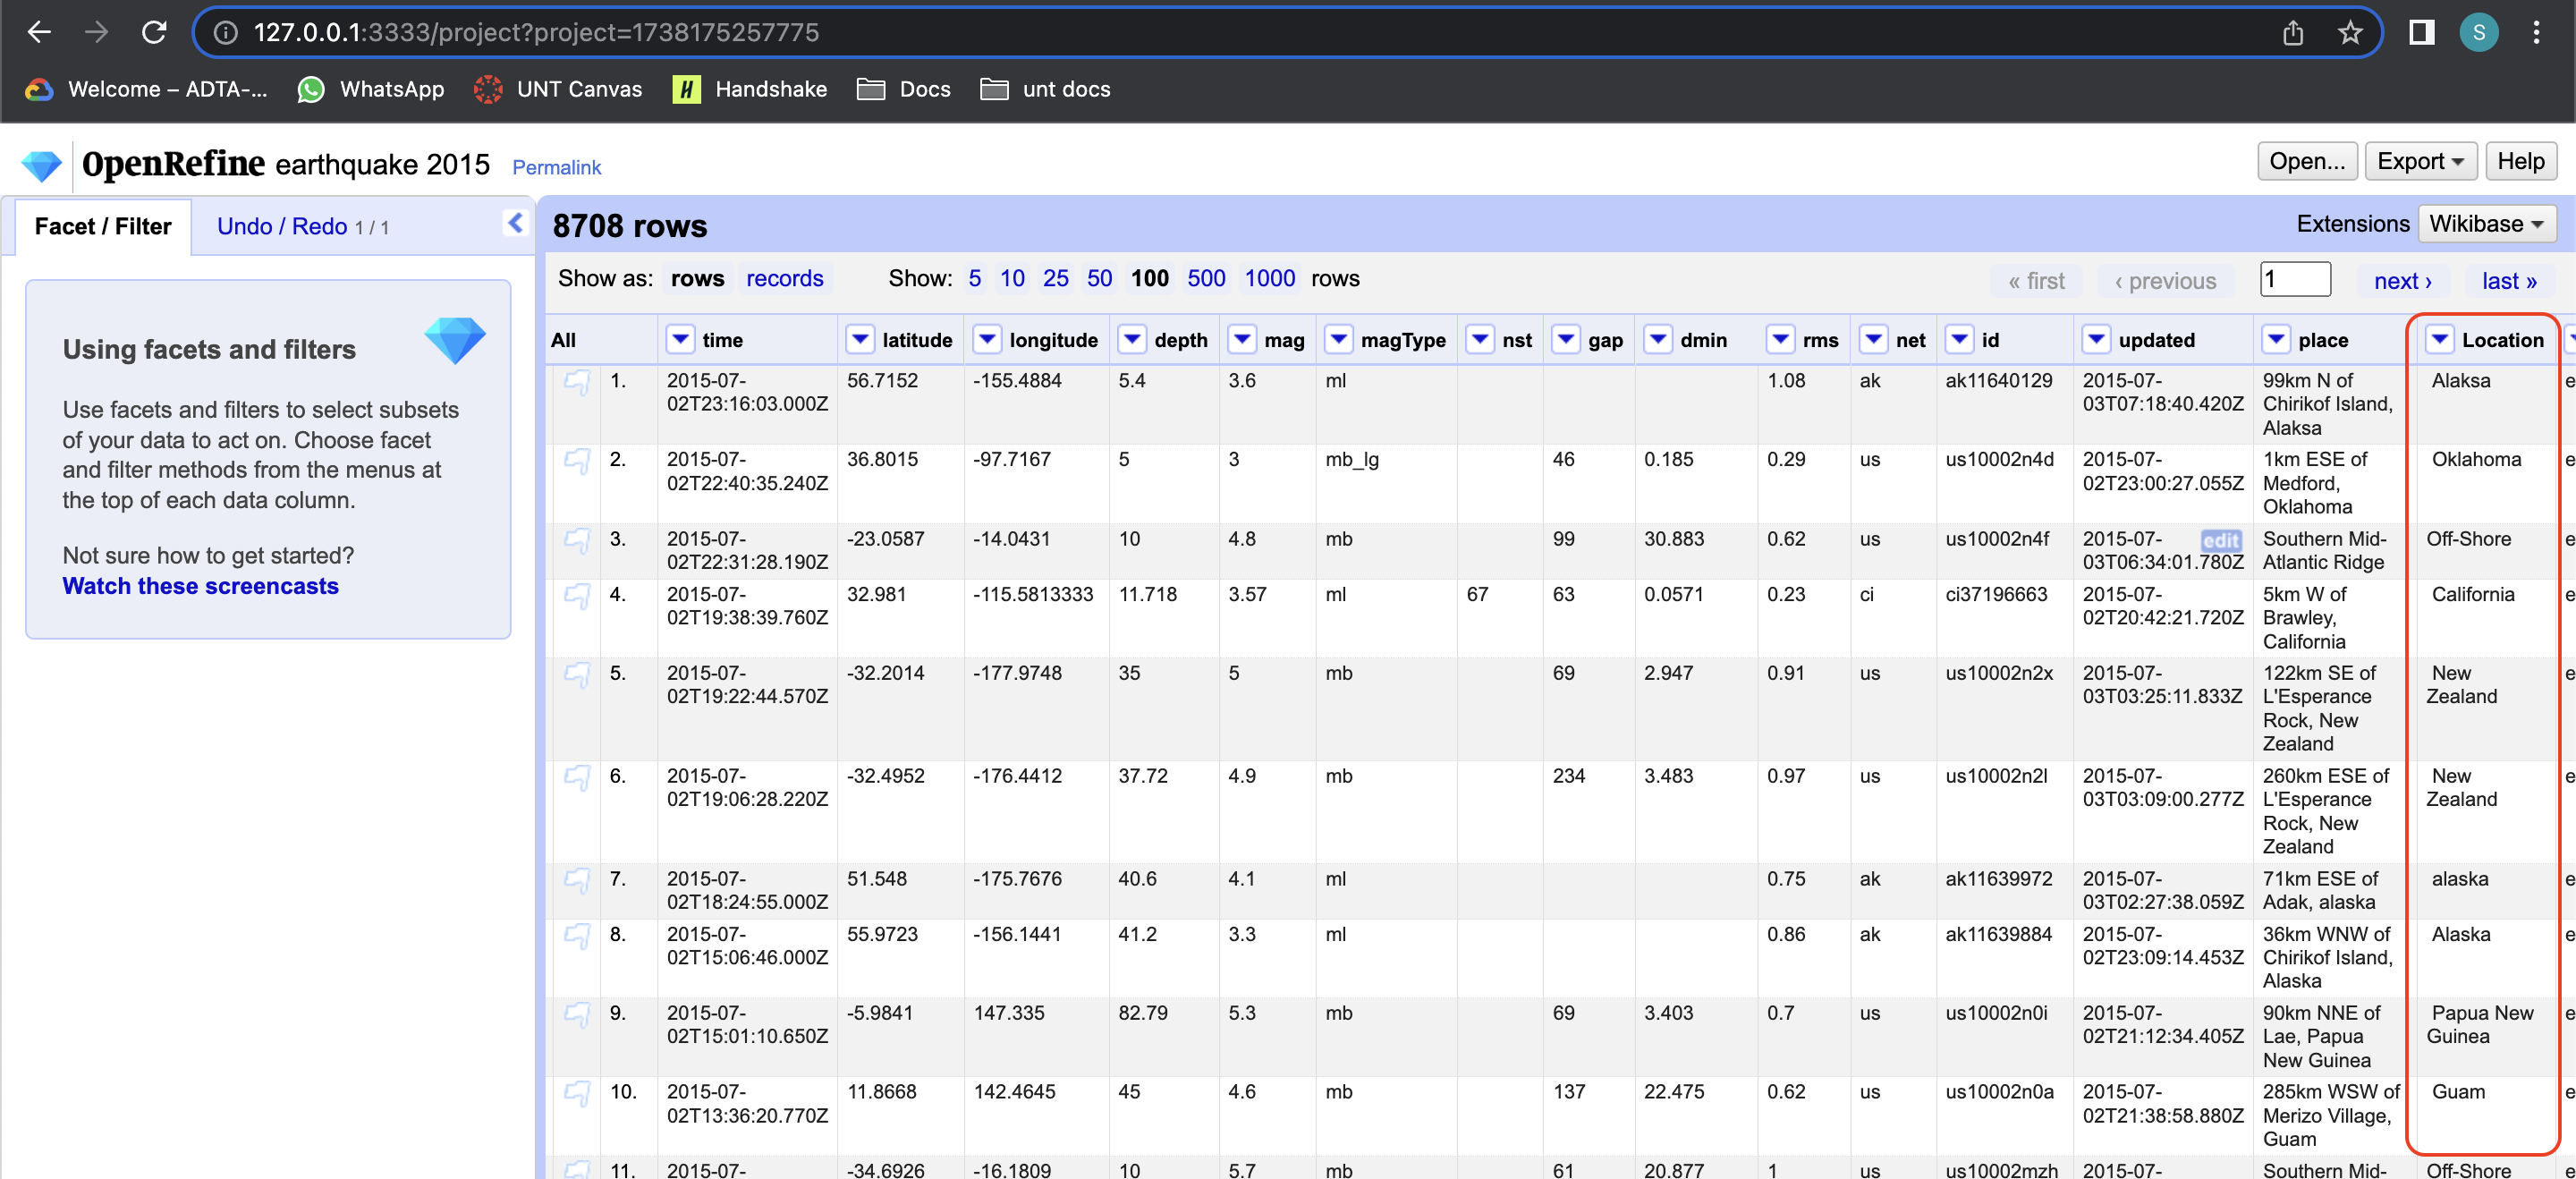 127.0.0.1:3333/project?project=1738175257775
S
Welcome – ADTA-... WhatsApp UNT Canvas H Handshake Docs unt docs
OpenRefine earthquake 2015 Permalink Open... Export Help
Facet / Filter Undo / Redo 1 / 1
8708 rows Extensions Wikibase
Using facets and filters
Use facets and filters to select subsets
of your data to act on. Choose facet
and filter methods from the menus at
the top of each data column.
Not sure how to get started?
Watch these screencasts
Show as: rows records Show: 5 10 25 50 100 500 1000 rows « first ‹ previous 1 next › last »
All time latitude longitude depth mag magType nst gap dmin rms net id updated place Location
1. 2015-07- 56.7152 -155.4884 5.4 3.6 ml 1.08 ak ak11640129 2015-07- 99km N of Alaksa e
02T23:16:03.000Z 03T07:18:40.420Z Chirikof Island,
Alaksa
2. 2015-07- 36.8015 -97.7167 5 3 mb_lg 46 0.185 0.29 us us10002n4d 2015-07- 1km ESE of Oklahoma e
02T22:40:35.240Z 02T23:00:27.055Z Medford,
Oklahoma
3. 2015-07- -23.0587 -14.0431 10 4.8 mb 99 30.883 0.62 us us10002n4f 2015-07- edit Southern Mid- Off-Shore e
02T22:31:28.190Z 03T06:34:01.780Z Atlantic Ridge
4. 2015-07- 32.981 -115.5813333 11.718 3.57 ml 67 63 0.0571 0.23 ci ci37196663 2015-07- 5km W of California e
02T19:38:39.760Z 02T20:42:21.720Z Brawley,
California
5. 2015-07- -32.2014 -177.9748 35 5 mb 69 2.947 0.91 us us10002n2x 2015-07- 122km SE of New e
02T19:22:44.570Z 03T03:25:11.833Z L'Esperance Zealand
Rock, New
Zealand
6. 2015-07- -32.4952 -176.4412 37.72 4.9 mb 234 3.483 0.97 us us10002n2l 2015-07- 260km ESE of New e
02T19:06:28.220Z 03T03:09:00.277Z L'Esperance Zealand
Rock, New
Zealand
7. 2015-07- 51.548 -175.7676 40.6 4.1 ml 0.75 ak ak11639972 2015-07- 71km ESE of alaska e
02T18:24:55.000Z 03T02:27:38.059Z Adak, alaska
8. 2015-07- 55.9723 -156.1441 41.2 3.3 ml 0.86 ak ak11639884 2015-07- 36km WNW of Alaska e
02T15:06:46.000Z 02T23:09:14.453Z Chirikof Island,
Alaska
9. 2015-07- -5.9841 147.335 82.79 5.3 mb 69 3.403 0.7 us us10002n0i 2015-07- 90km NNE of Papua New e
02T15:01:10.650Z 02T21:12:34.405Z Lae, Papua Guinea
New Guinea
10. 2015-07- 11.8668 142.4645 45 4.6 mb 137 22.475 0.62 us us10002n0a 2015-07- 285km WSW of Guam e
02T13:36:20.770Z 02T21:38:58.880Z Merizo Village,
Guam
11. 2015-07- -34.6926 -16.1809 10 5.7 mb 61 20.877 1 us us10002mzh 2015-07- Southern Mid- Off-Shore e